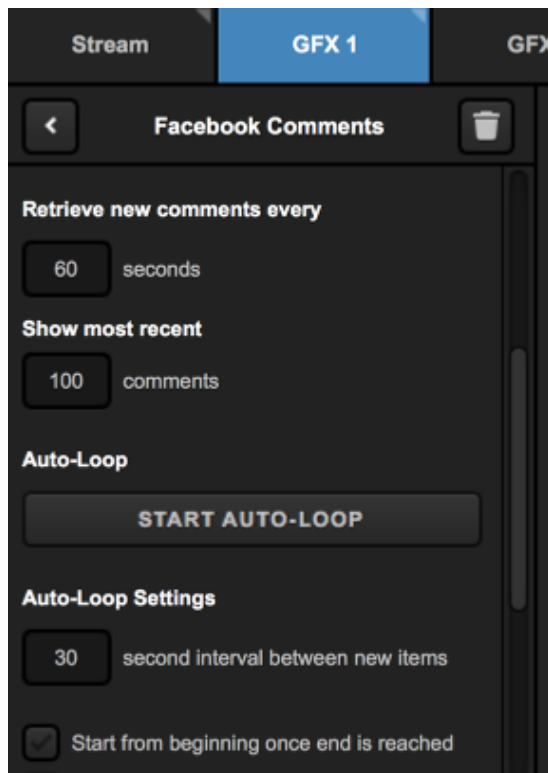 Stream GFX 1 GFX
Facebook Comments
Retrieve new comments every
60 seconds
Show most recent
100 comments
Auto-Loop
START AUTO-LOOP
Auto-Loop Settings
30 second interval between new items
Start from beginning once end is reached